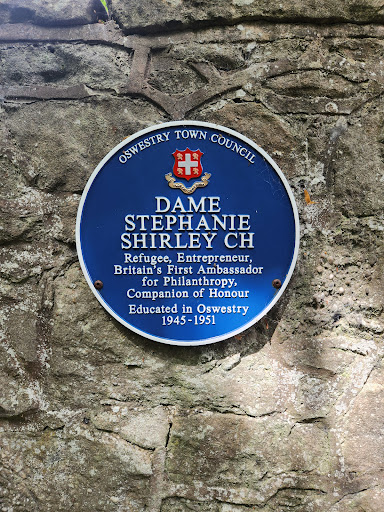 OSWESTRY TOWN COUNCIL
DAME
STEPHANIE
SHIRLEY CH
Refugee, Entrepreneur,
Britain's First Ambassador
for Philanthropy,
Companion of Honour
Educated in Oswestry
1945-1951